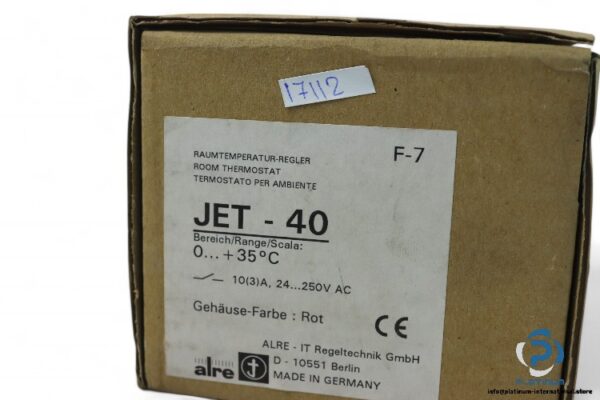 17112
RAUMTEMPERATUR-REGLER
ROOM THERMOSTAT
TERMOSTATO PER AMBIENTE
F-7
JET - 40
Bereich/Range/Scala:
0...+35°C
10(3)A, 24...250V AC
Gehäuse-Farbe : Rot
CE
ALRE - IT Regeltechnik GmbH
D - 10551 Berlin
MADE IN GERMANY
alre
PLATINUM
info@platinum-international.store